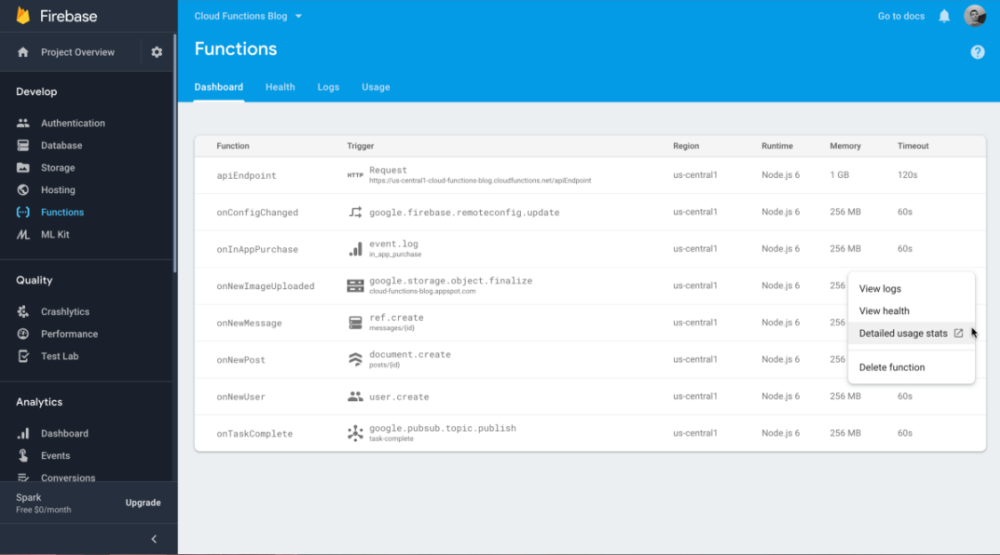 Firebase
Project Overview
Develop
Authentication
Database
Storage
Hosting
Functions
ML Kit
Quality
Crashlytics
Performance
Test Lab
Analytics
Dashboard
Events
Conversions
Spark
Free $0/month
Upgrade
Cloud Functions Blog
Go to docs
Functions
?
Dashboard Health Logs Usage
Function Trigger Region Runtime Memory Timeout
apiEndpoint HTTP Request us-central1 Node.js 6 1 GB 120s
https://us-central1-cloud-functions-blog.cloudfunctions.net/apiEndpoint
onConfigChanged google.firebase.remoteconfig.update us-central1 Node.js 6 256 MB 60s
onInAppPurchase event.log us-central1 Node.js 6 256 MB 60s
in_app_purchase
onNewImageUploaded google.storage.object.finalize us-central1 Node.js 6 256
cloud-functions-blog.appspot.com
onNewMessage ref.create us-central1 Node.js 6 256
messages/{id}
onNewPost document.create us-central1 Node.js 6 256
posts/{id}
onNewUser user.create us-central1 Node.js 6 256 MB 60s
onTaskComplete google.pubsub.topic.publish us-central1 Node.js 6 256 MB 60s
task-complete
View logs
View health
Detailed usage stats
Delete function